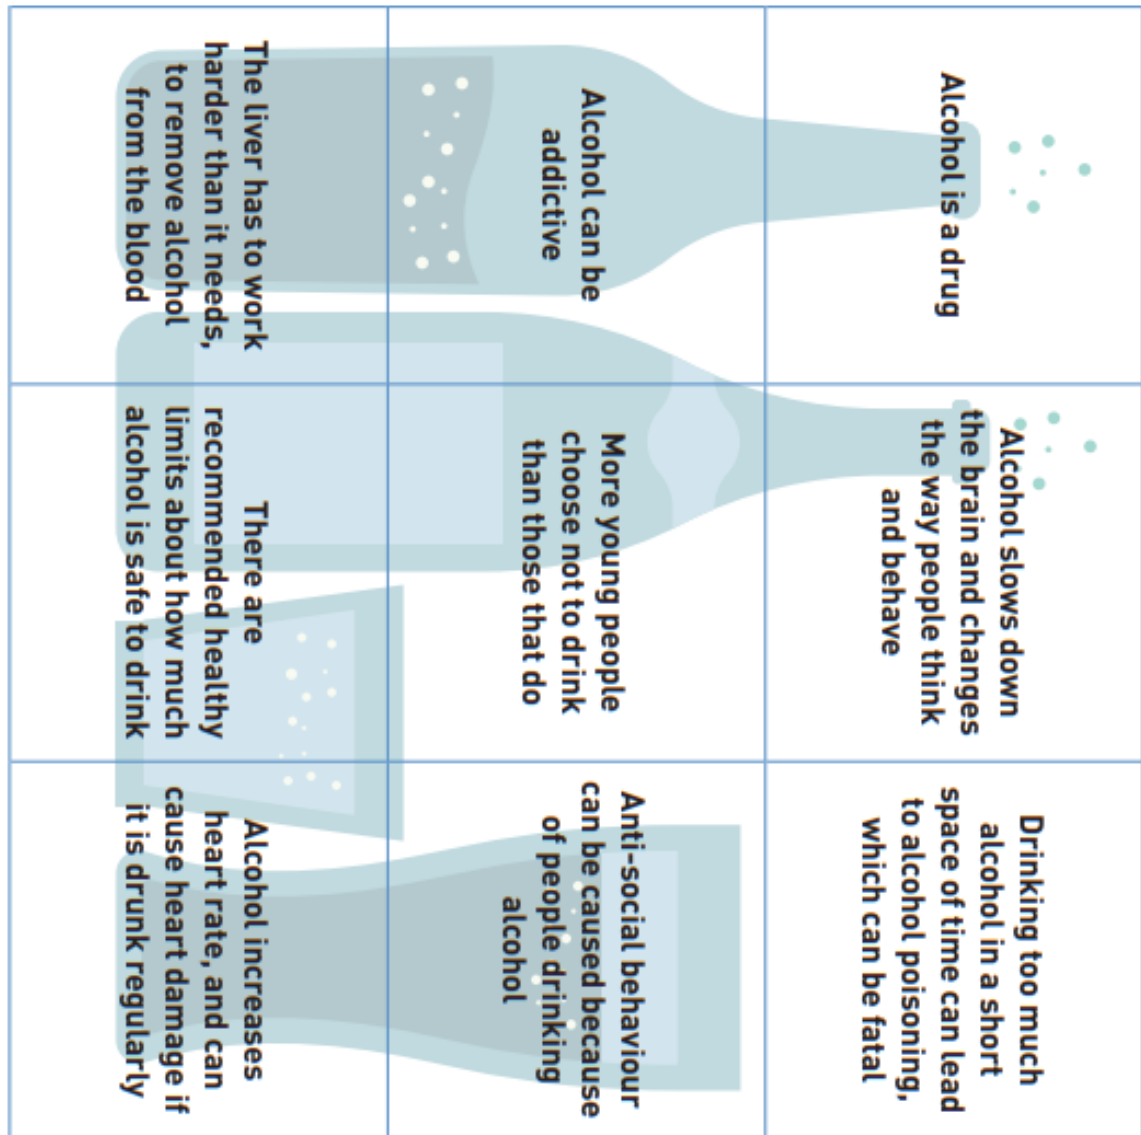 Alcohol is a drug
Alcohol slows down
the brain and changes
the way people think
and behave
Drinking too much
alcohol in a short
space of time can lead
to alcohol poisoning,
which can be fatal
Alcohol can be
addictive
More young people
choose not to drink
than those that do
Anti-social behaviour
can be caused because
of people drinking
alcohol
The liver has to work
harder than it needs,
to remove alcohol
from the blood
There are
recommended healthy
limits about how much
alcohol is safe to drink
Alcohol increases
heart rate, and can
cause heart damage if
it is drunk regularly